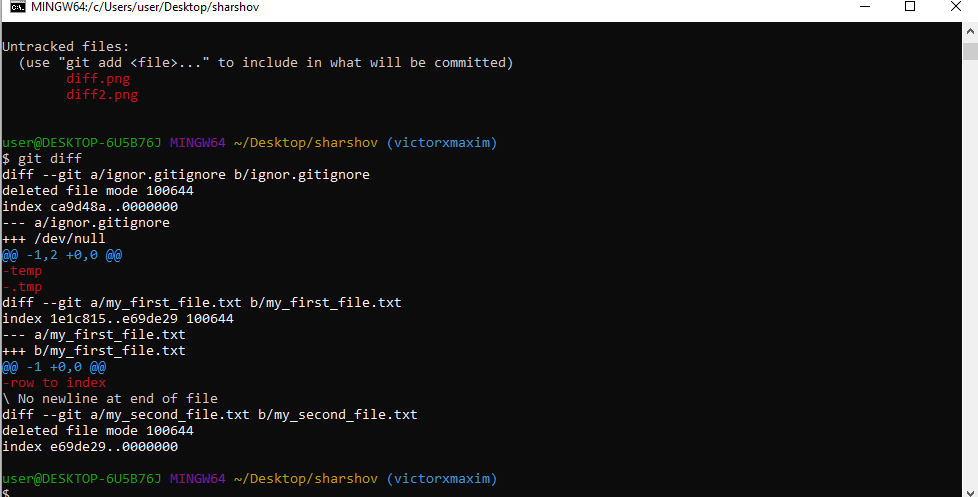 MINGW64:/c/Users/user/Desktop/sharshov
Untracked files:
  (use "git add <file>..." to include in what will be committed)
        diff.png
        diff2.png
user@DESKTOP-6U5B76J MINGW64 ~/Desktop/sharshov (victorxmaxim)
$ git diff
diff --git a/ignor.gitignore b/ignor.gitignore
deleted file mode 100644
index ca9d48a..0000000
--- a/ignor.gitignore
+++ /dev/null
@@ -1,2 +0,0 @@
-temp
-.tmp
diff --git a/my_first_file.txt b/my_first_file.txt
index 1e1c815..e69de29 100644
--- a/my_first_file.txt
+++ b/my_first_file.txt
@@ -1 +0,0 @@
-row to index
\ No newline at end of file
diff --git a/my_second_file.txt b/my_second_file.txt
deleted file mode 100644
index e69de29..0000000
user@DESKTOP-6U5B76J MINGW64 ~/Desktop/sharshov (victorxmaxim)
$